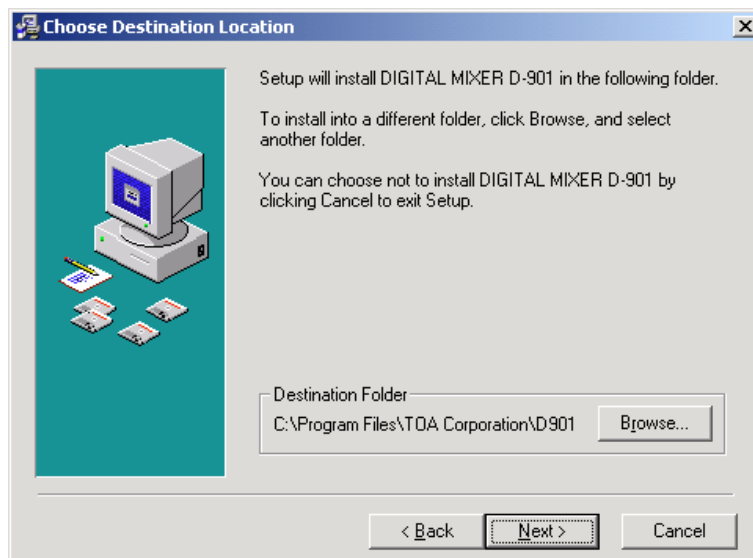 Choose Destination Location
Setup will install DIGITAL MIXER D-901 in the following folder.
To install into a different folder, click Browse, and select
another folder.
You can choose not to install DIGITAL MIXER D-901 by
clicking Cancel to exit Setup.
Destination Folder
C:\Program Files\TOA Corporation\D901
Browse...
< Back
Next >
Cancel